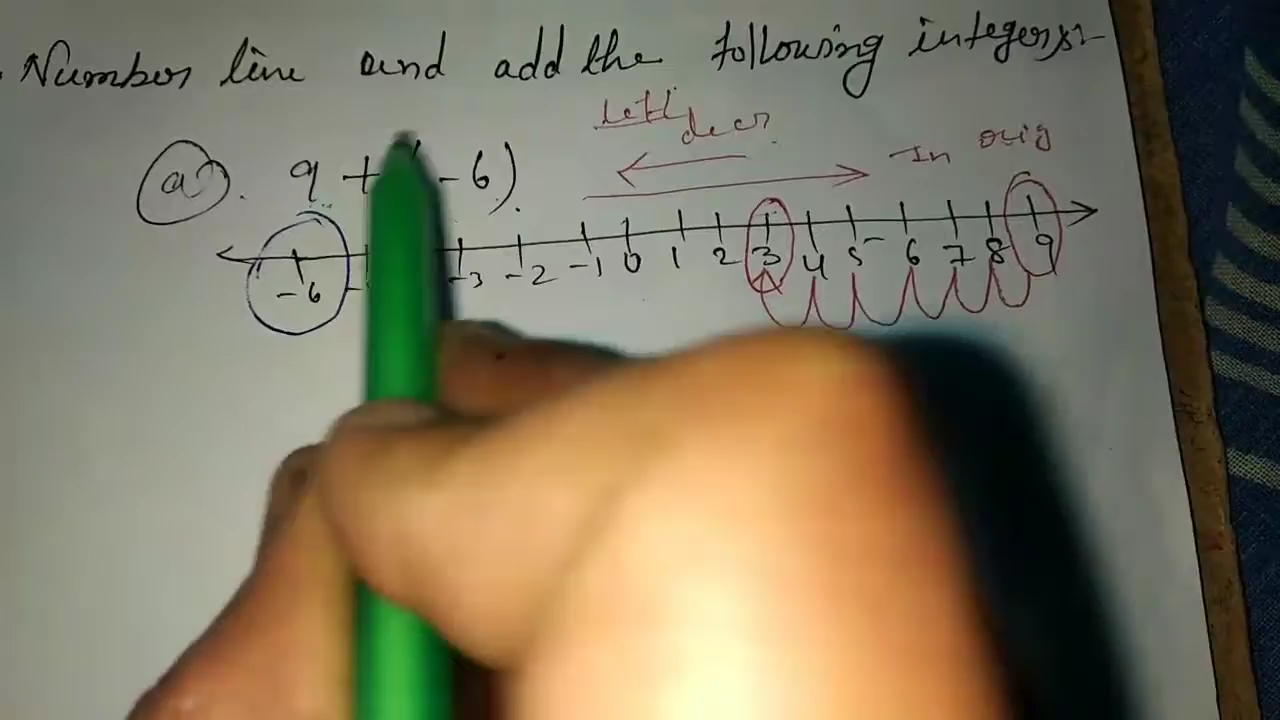 Number line and add the following integers:-
Left decr.
In orig
(a). 9 + -6).
-6 -3 -2 -1 0 1 2 3 4 5 6 7 8 9